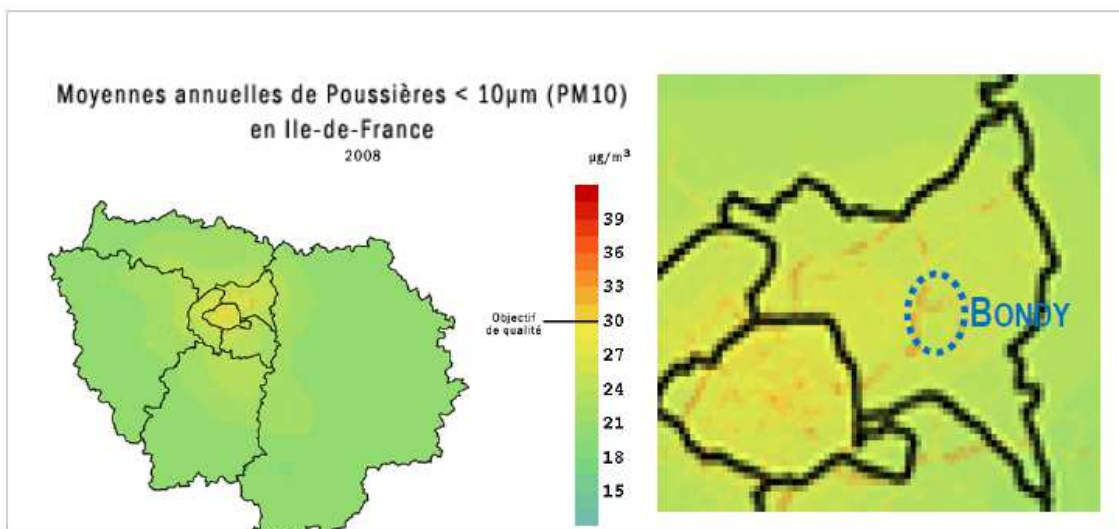 Moyennes annuelles de Poussières < 10µm (PM10)
en Ile-de-France
2008
µg/m³
39
36
33
Objectif
de qualité
30
27
24
21
18
15
BONDY